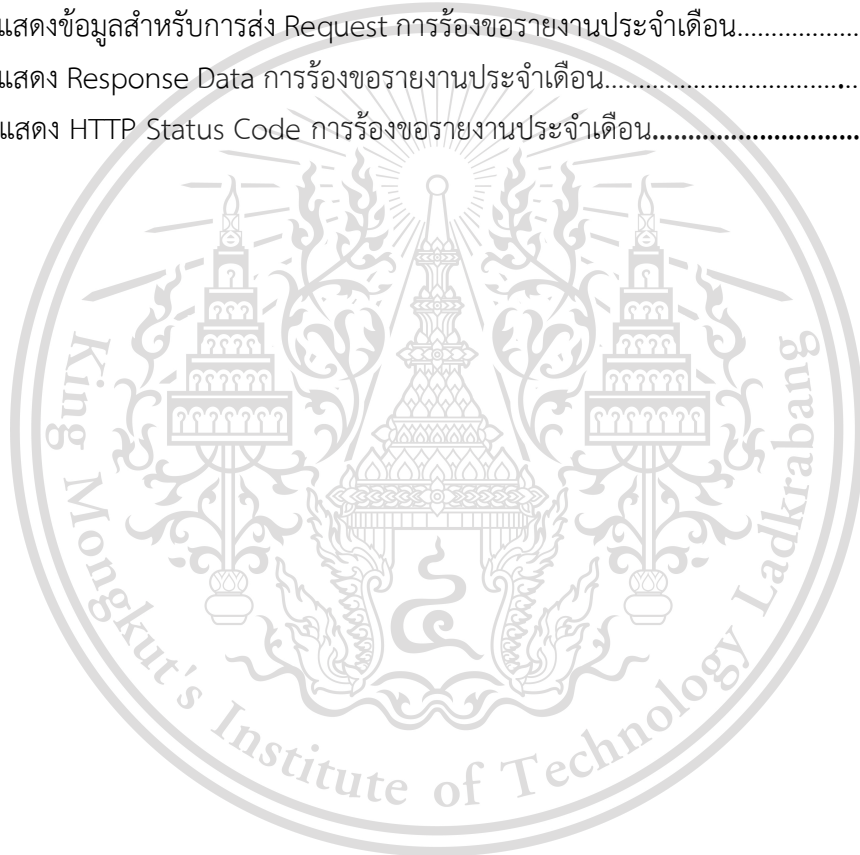 แสดงข้อมูลสำหรับการส่ง Request การร้องขอรายงานประจำเดือน..................
แสดง Response Data การร้องขอรายงานประจำเดือน....................................
แสดง HTTP Status Code การร้องขอรายงานประจำเดือน..............................
King Mongkut's Institute of Technology Ladkrabang